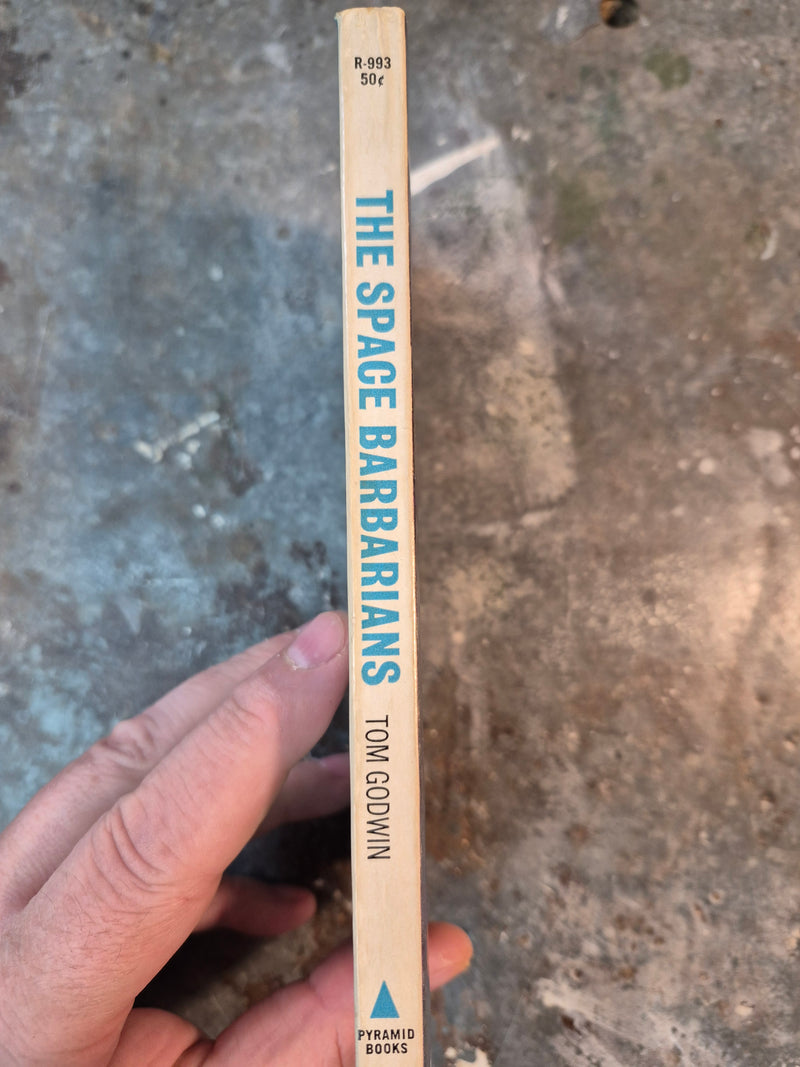 R-993
50¢
THE SPACE BARBARIANS
TOM GODWIN
PYRAMID
BOOKS